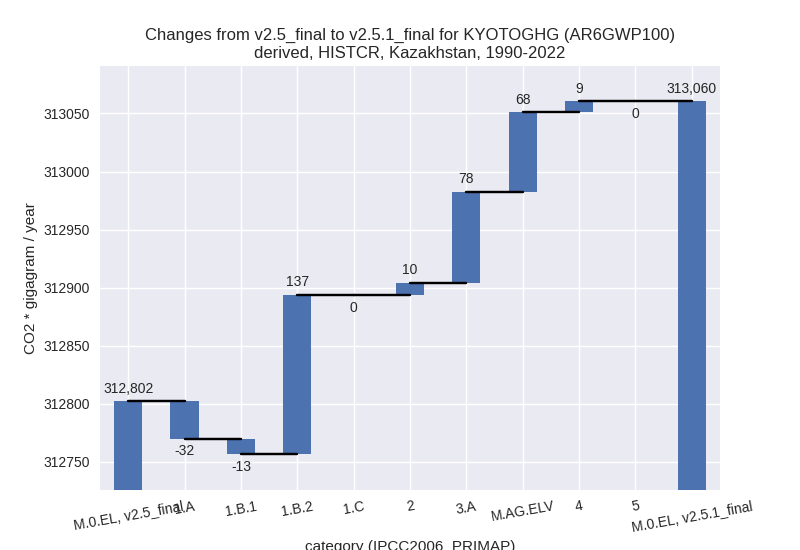 Changes from v2.5_final to v2.5.1_final for KYOTOGHG (AR6GWP100)
derived, HISTCR, Kazakhstan, 1990-2022
CO2 * gigagram / year
313050
313000
312950
312900
312850
312800
312750
312,802
-32
-13
137
0
10
78
68
9
0
313,060
M.0.EL, v2.5_final
1.A
1.B.1
1.B.2
1.C
2
3.A
M.AG.ELV
4
5
M.0.EL, v2.5.1_final
category (IPCC2006_PRIMAP)